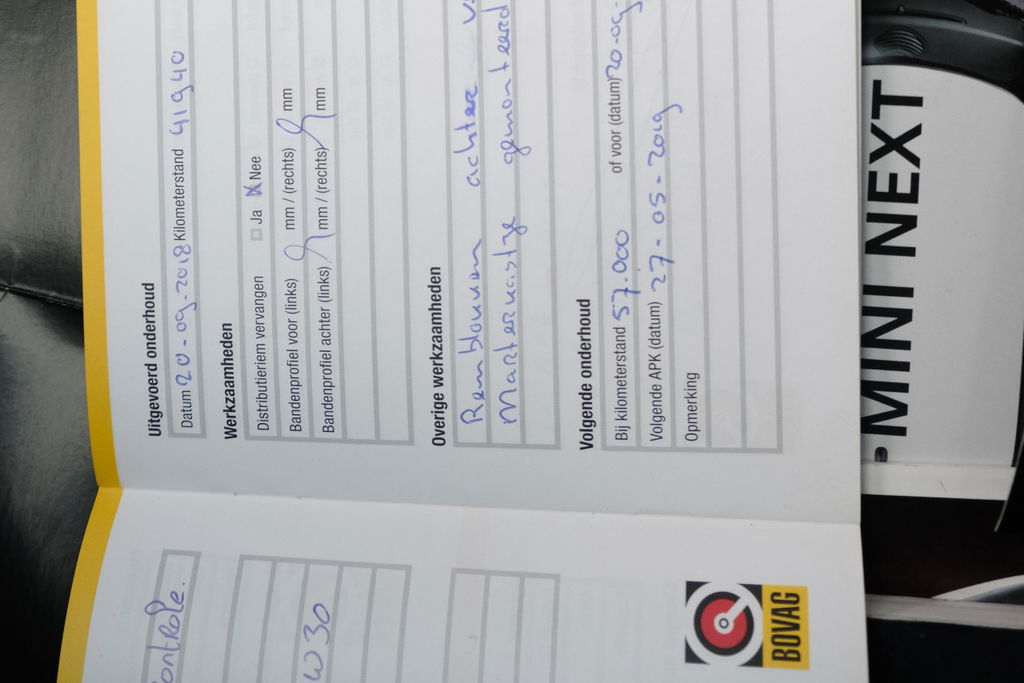 Uitgevoerd onderhoud
Datum 20-09-2018 Kilometerstand 41940
Werkzaamheden
Distributieriem vervangen Ja Nee
Bandenprofiel voor (links) mm / (rechts) mm
Bandenprofiel achter (links) mm / (rechts) mm
Overige werkzaamheden
Remblokken achter
gemonteerd
Volgende onderhoud
Bij kilometerstand 57.000 of voor (datum) 20-09-
Volgende APK (datum) 27-05-2019
Opmerking
ontrole.
W30
BOVAG
MINI NEXT